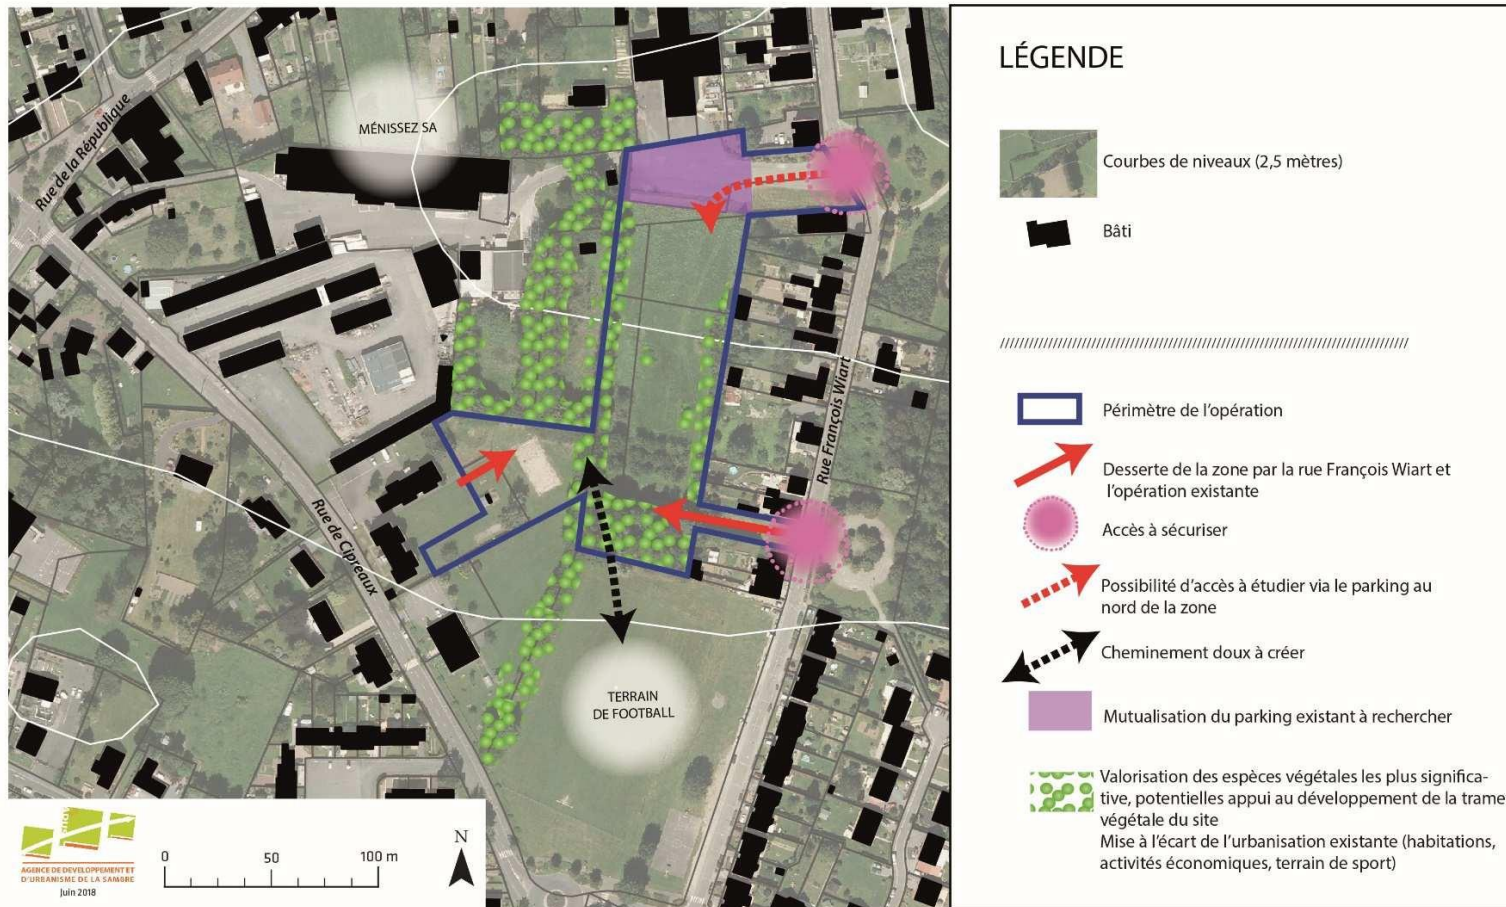 MÉNISSEZ SA
Rue de la République
Rue François Wiart
Rue de Cipreaux
TERRAIN
DE FOOTBALL
AGENCE DE DEVELOPPEMENT ET
D'URBANISME DE LA SAMBRE
Juin 2018
0 50 100 m
N
LÉGENDE
Courbes de niveaux (2,5 mètres)
Bâti
Périmètre de l'opération
Desserte de la zone par la rue François Wiart et
l'opération existante
Accès à sécuriser
Possibilité d'accès à étudier via le parking au
nord de la zone
Cheminement doux à créer
Mutualisation du parking existant à rechercher
Valorisation des espèces végétales les plus significa-
tive, potentielles appui au développement de la trame
végétale du site
Mise à l'écart de l'urbanisation existante (habitations,
activités économiques, terrain de sport)